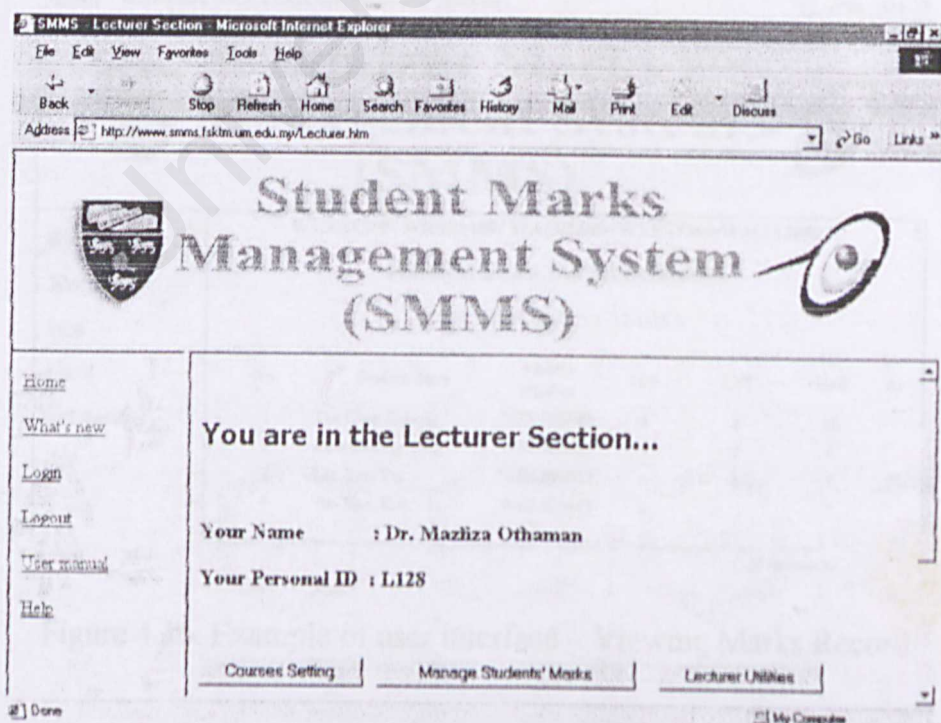 SMMS - Lecturer Section - Microsoft Internet Explorer
File Edit View Favorites Tools Help
Back Stop Refresh Home Search Favorites History Mail Print Edit Discuss
Address http://www.smms.fsktm.um.edu.my/Lecturer.htm Go Links »
Student Marks
Management System
(SMMS)
Home
What's new
Login
Logout
User manual
Help
You are in the Lecturer Section...
Your Name : Dr. Mazliza Othaman
Your Personal ID : L128
Courses Setting Manage Students' Marks Lecturer Utilities
Done My Computer